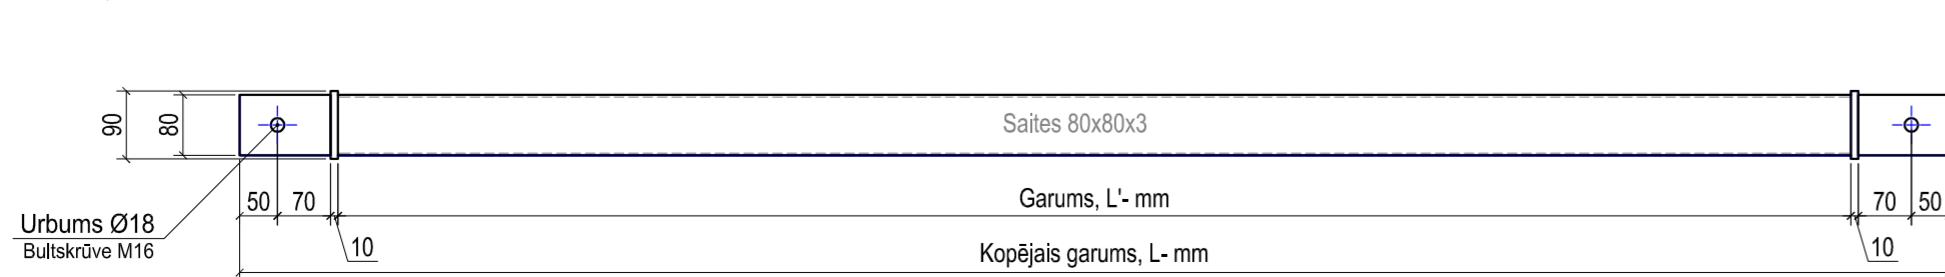 90
80
Saites 80x80x3
50 70 Garums, L'- mm 70 50
Urbums Ø18
Bultskrūve M16
10 10
Kopējais garums, L- mm